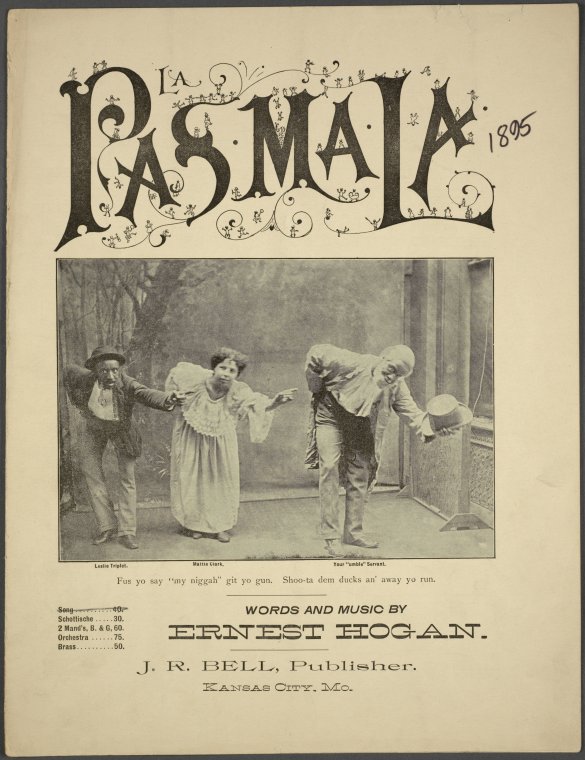 LA
PAS·MA·LA.
1895
Leslie Triplet.
Mattie Clark.
Your "umble" Servant.
Fus yo say "my niggah" git yo gun. Shoo-ta dem ducks an' away yo run.
Song..........40.
Schottische.....30.
2 Mand's, B. & G, 60.
Orchestra ......75.
Brass..........50.
WORDS AND MUSIC BY
ERNEST HOGAN.
J. R. BELL, Publisher.
KANSAS CITY, MO.